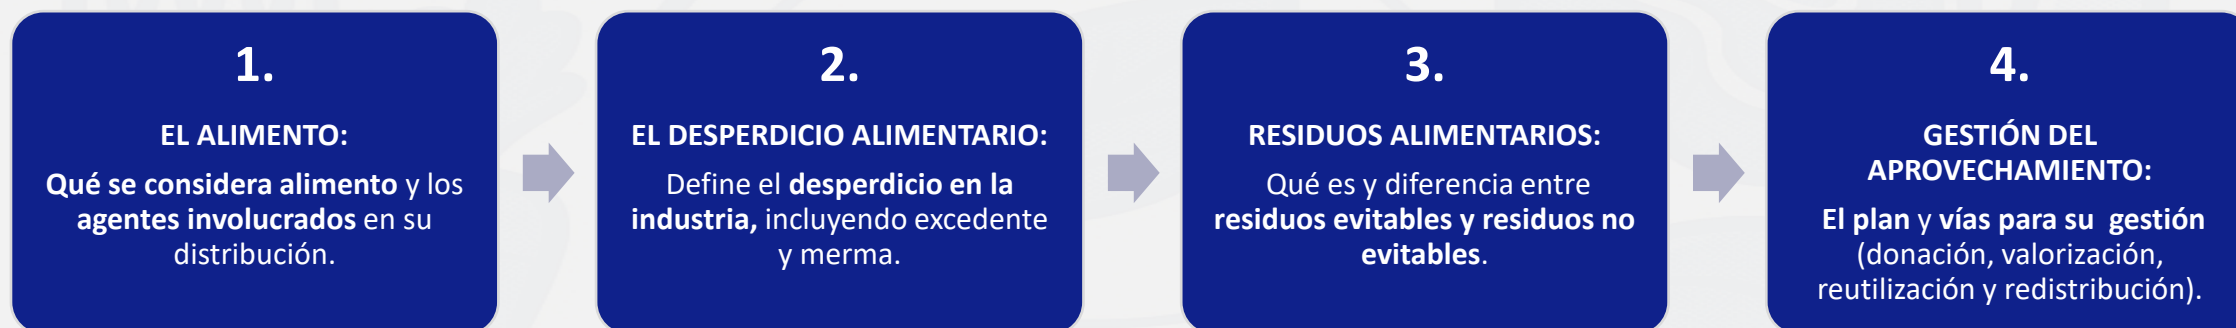 1.
EL ALIMENTO:
Qué se considera alimento y los
agentes involucrados en su
distribución.
2.
EL DESPERDICIO ALIMENTARIO:
Define el desperdicio en la
industria, incluyendo excedente
y merma.
3.
RESIDUOS ALIMENTARIOS:
Qué es y diferencia entre
residuos evitables y residuos no
evitables.
4.
GESTIÓN DEL
APROVECHAMIENTO:
El plan y vías para su gestión
(donación, valorización,
reutilización y redistribución).